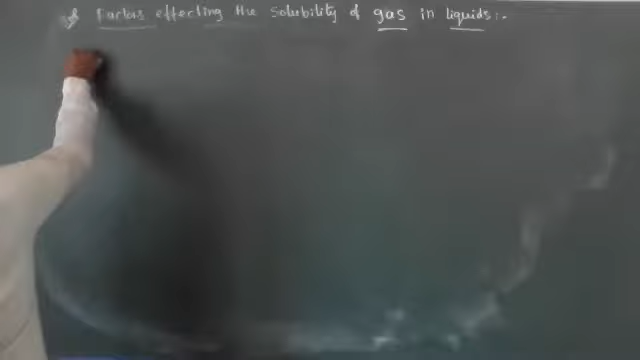 Factors effecting the solubility of gas in liquids:-